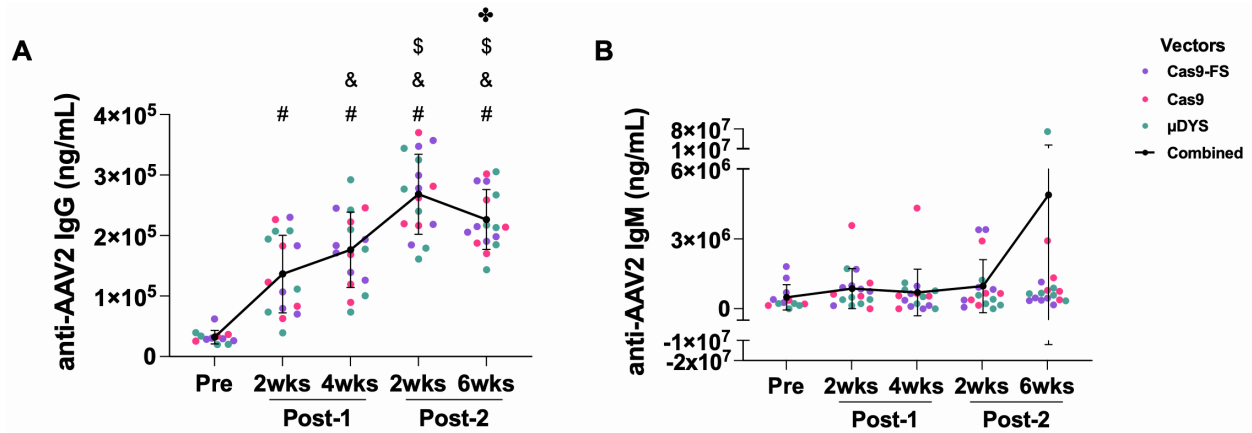 A
✤
$ $
& & &
# # # #
anti-AAV2 IgG (ng/mL)
4×10⁵
3×10⁵
2×10⁵
1×10⁵
0
Pre 2wks 4wks 2wks 6wks
Post-1 Post-2
B
anti-AAV2 IgM (ng/mL)
8×10⁷
1×10⁷
6×10⁶
3×10⁶
0
-1×10⁷
-2×10⁷
Pre 2wks 4wks 2wks 6wks
Post-1 Post-2
Vectors
Cas9-FS
Cas9
µDYS
Combined